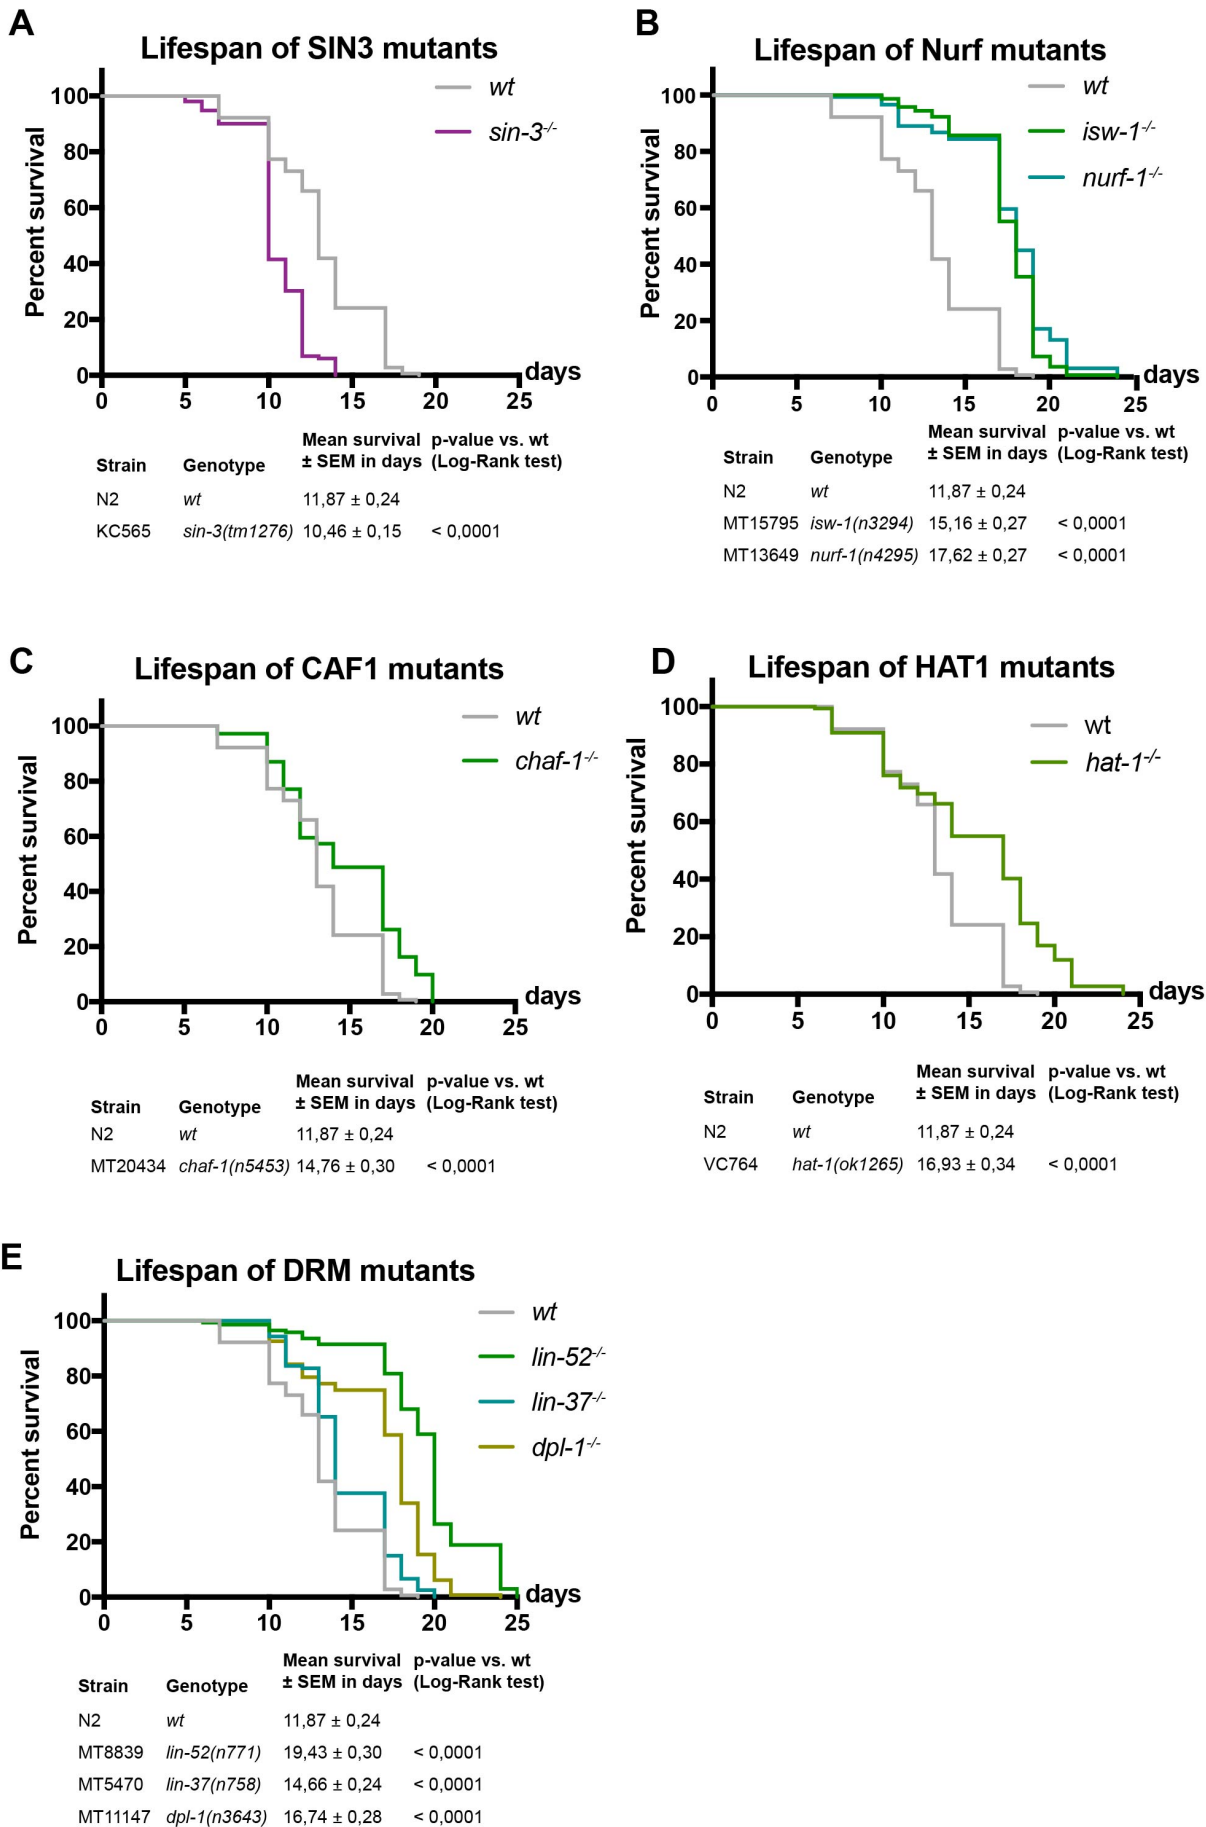 A
Lifespan of SIN3 mutants
wt
sin-3-/-
Percent survival
100
80
60
40
20
0
0 5 10 15 20 25
days
Strain Genotype Mean survival ± SEM in days p-value vs. wt (Log-Rank test)
N2 wt 11,87 ± 0,24
KC565 sin-3(tm1276) 10,46 ± 0,15 < 0,0001
B
Lifespan of Nurf mutants
wt
isw-1-/-
nurf-1-/-
Percent survival
100
80
60
40
20
0
0 5 10 15 20 25
days
Strain Genotype Mean survival ± SEM in days p-value vs. wt (Log-Rank test)
N2 wt 11,87 ± 0,24
MT15795 isw-1(n3294) 15,16 ± 0,27 < 0,0001
MT13649 nurf-1(n4295) 17,62 ± 0,27 < 0,0001
C
Lifespan of CAF1 mutants
wt
chaf-1-/-
Percent survival
100
80
60
40
20
0
0 5 10 15 20 25
days
Strain Genotype Mean survival ± SEM in days p-value vs. wt (Log-Rank test)
N2 wt 11,87 ± 0,24
MT20434 chaf-1(n5453) 14,76 ± 0,30 < 0,0001
D
Lifespan of HAT1 mutants
wt
hat-1-/-
Percent survival
100
80
60
40
20
0
0 5 10 15 20 25
days
Strain Genotype Mean survival ± SEM in days p-value vs. wt (Log-Rank test)
N2 wt 11,87 ± 0,24
VC764 hat-1(ok1265) 16,93 ± 0,34 < 0,0001
E
Lifespan of DRM mutants
wt
lin-52-/-
lin-37-/-
dpl-1-/-
Percent survival
100
80
60
40
20
0
0 5 10 15 20 25
days
Strain Genotype Mean survival ± SEM in days p-value vs. wt (Log-Rank test)
N2 wt 11,87 ± 0,24
MT8839 lin-52(n771) 19,43 ± 0,30 < 0,0001
MT5470 lin-37(n758) 14,66 ± 0,24 < 0,0001
MT11147 dpl-1(n3643) 16,74 ± 0,28 < 0,0001